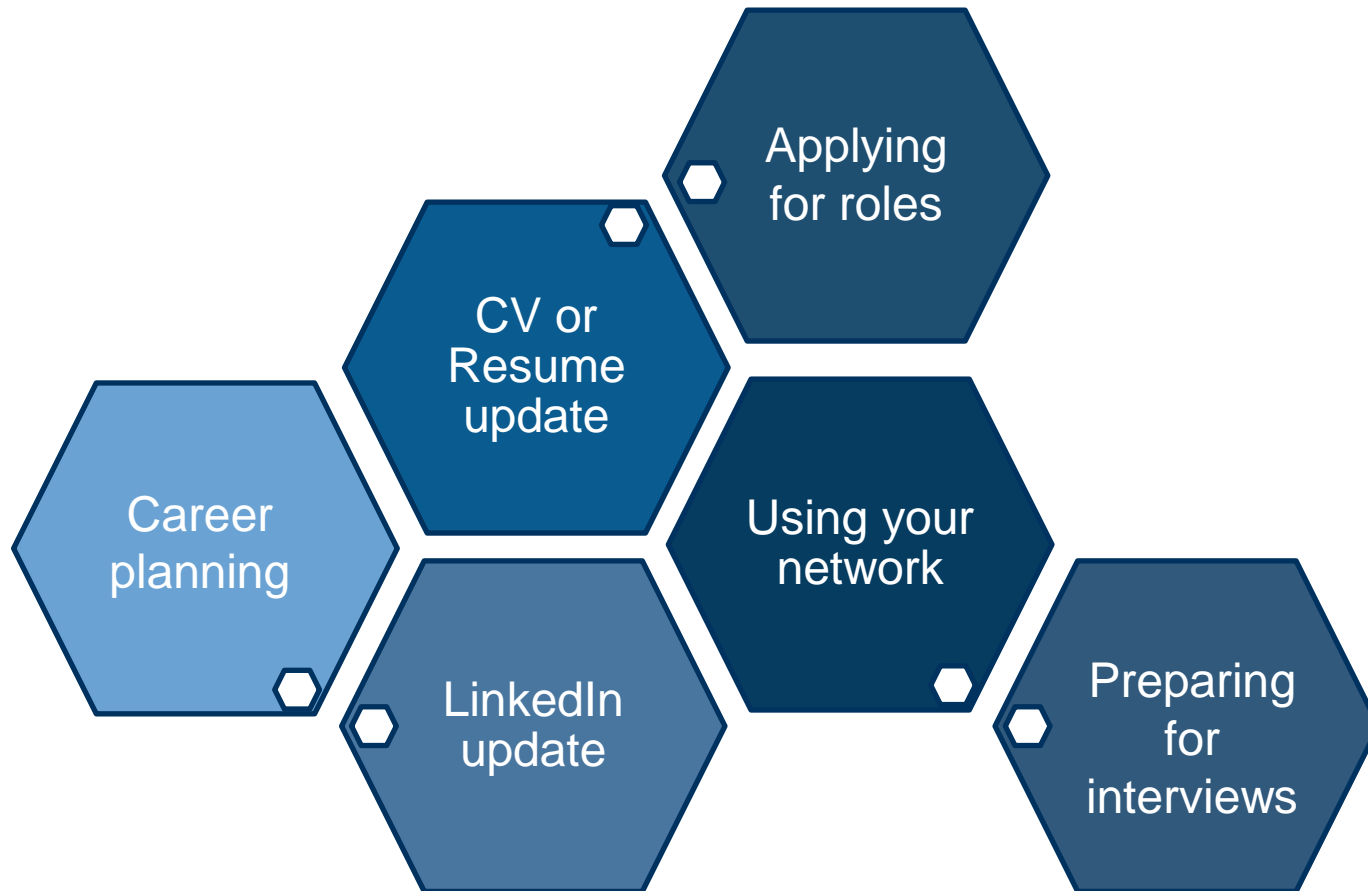 Applying
for roles
CV or
Resume
update
Career
planning
Using your
network
LinkedIn
update
Preparing
for
interviews